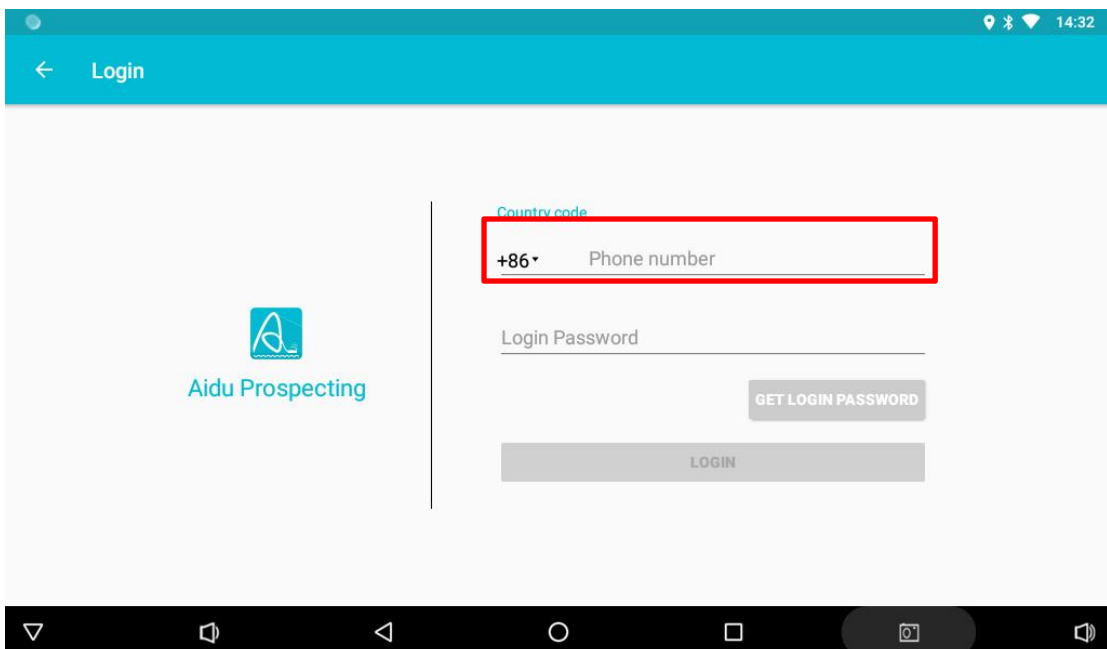 14:32
Login
Country code
+86
Phone number
Login Password
Aidu Prospecting
GET LOGIN PASSWORD
LOGIN